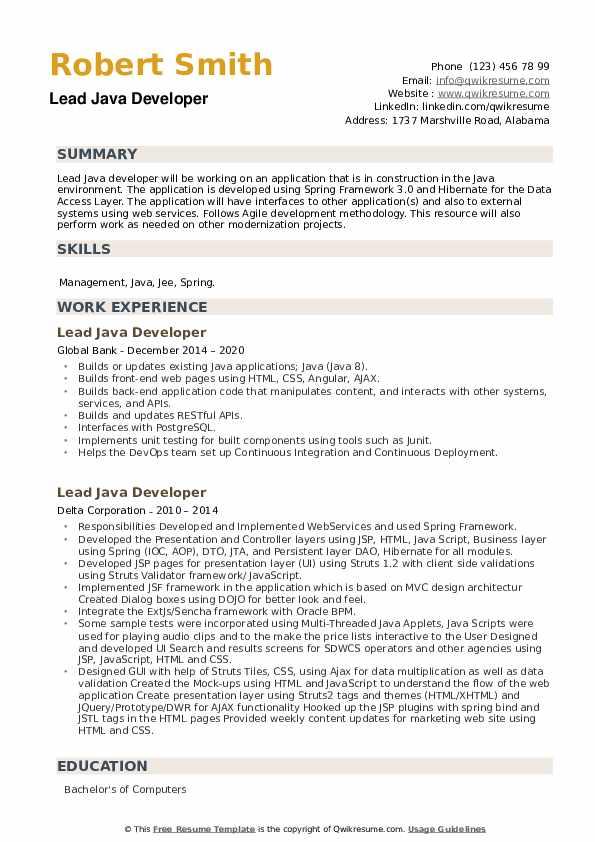 Robert Smith
Lead Java Developer
Phone (123) 456 78 99
Email: info@qwikresume.com
Website : www.qwikresume.com
LinkedIn: linkedin.com/qwikresume
Address: 1737 Marshville Road, Alabama
SUMMARY
Lead Java developer will be working on an application that is in construction in the Java
environment. The application is developed using Spring Framework 3.0 and Hibernate for the Data
Access Layer. The application will have interfaces to other application(s) and also to external
systems using web services. Follows Agile development methodology. This resource will also
perform work as needed on other modernization projects.
SKILLS
Management, Java, Jee, Spring.
WORK EXPERIENCE
Lead Java Developer
Global Bank - December 2014 – 2020
• Builds or updates existing Java applications; Java (Java 8).
• Builds front-end web pages using HTML, CSS, Angular, AJAX.
• Builds back-end application code that manipulates content, and interacts with other systems,
services, and APIs.
• Builds and updates RESTful APIs.
• Interfaces with PostgreSQL.
• Implements unit testing for built components using tools such as Junit.
• Helps the DevOps team set up Continuous Integration and Continuous Deployment.
Lead Java Developer
Delta Corporation - 2010 – 2014
• Responsibilities Developed and Implemented WebServices and used Spring Framework.
• Developed the Presentation and Controller layers using JSP, HTML, Java Script, Business layer
using Spring (IOC, AOP), DTO, JTA, and Persistent layer DAO, Hibernate for all modules.
• Developed JSP pages for presentation layer (UI) using Struts 1.2 with client side validations
using Struts Validator framework/ JavaScript.
• Implemented JSF framework in the application which is based on MVC design architectur
Created Dialog boxes using DOJO for better look and feel.
• Integrate the ExtJs/Sencha framework with Oracle BPM.
• Some sample tests were incorporated using Multi-Threaded Java Applets, Java Scripts were
used for playing audio clips and to the make the price lists interactive to the User Designed
and developed UI Search and results screens for SDWCS operators and other agencies using
JSP, JavaScript, HTML and CSS.
• Designed GUI with help of Struts Tiles, CSS, using Ajax for data multiplication as well as data
validation Created the Mock-ups using HTML and JavaScript to understand the flow of the web
application Create presentation layer using Struts2 tags and themes (HTML/XHTML) and
JQuery/Prototype/DWR for AJAX functionality Hooked up the JSP plugins with spring bind and
JSTL tags in the HTML pages Provided weekly content updates for marketing web site using
HTML and CSS.
EDUCATION
Bachelor's of Computers
© This Free Resume Template is the copyright of Qwikresume.com. Usage Guidelines